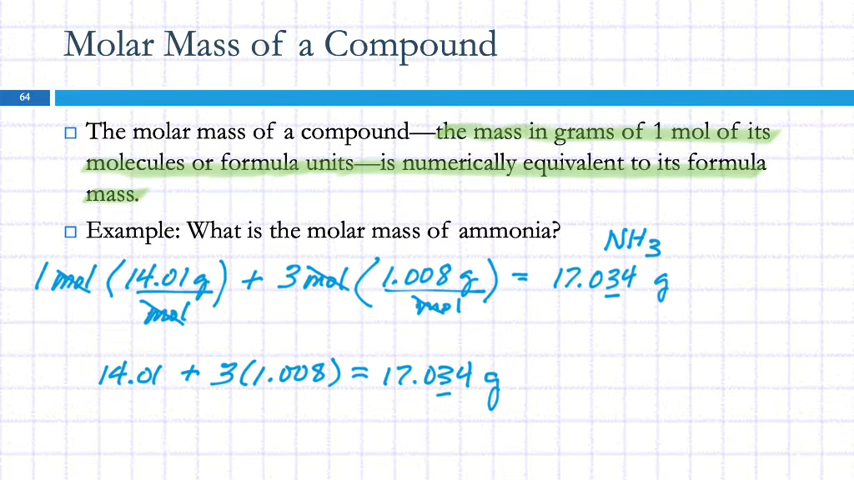 Molar Mass of a Compound
64
□ The molar mass of a compound—the mass in grams of 1 mol of its
molecules or formula units—is numerically equivalent to its formula
mass.
□ Example: What is the molar mass of ammonia?
NH₃
1 mol (14.01 g / mol) + 3 mol (1.008 g / mol) = 17.034 g
14.01 + 3(1.008) = 17.034 g